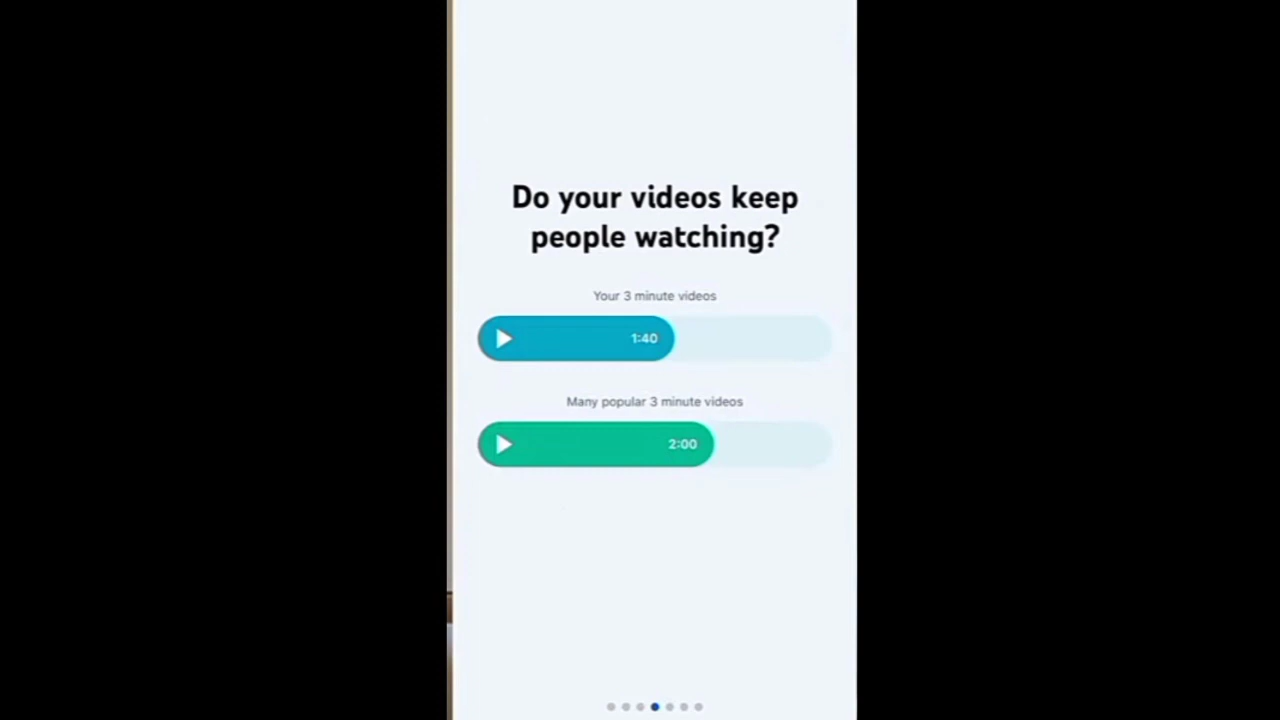 Do your videos keep
people watching?
Your 3 minute videos
1:40
Many popular 3 minute videos
2:00